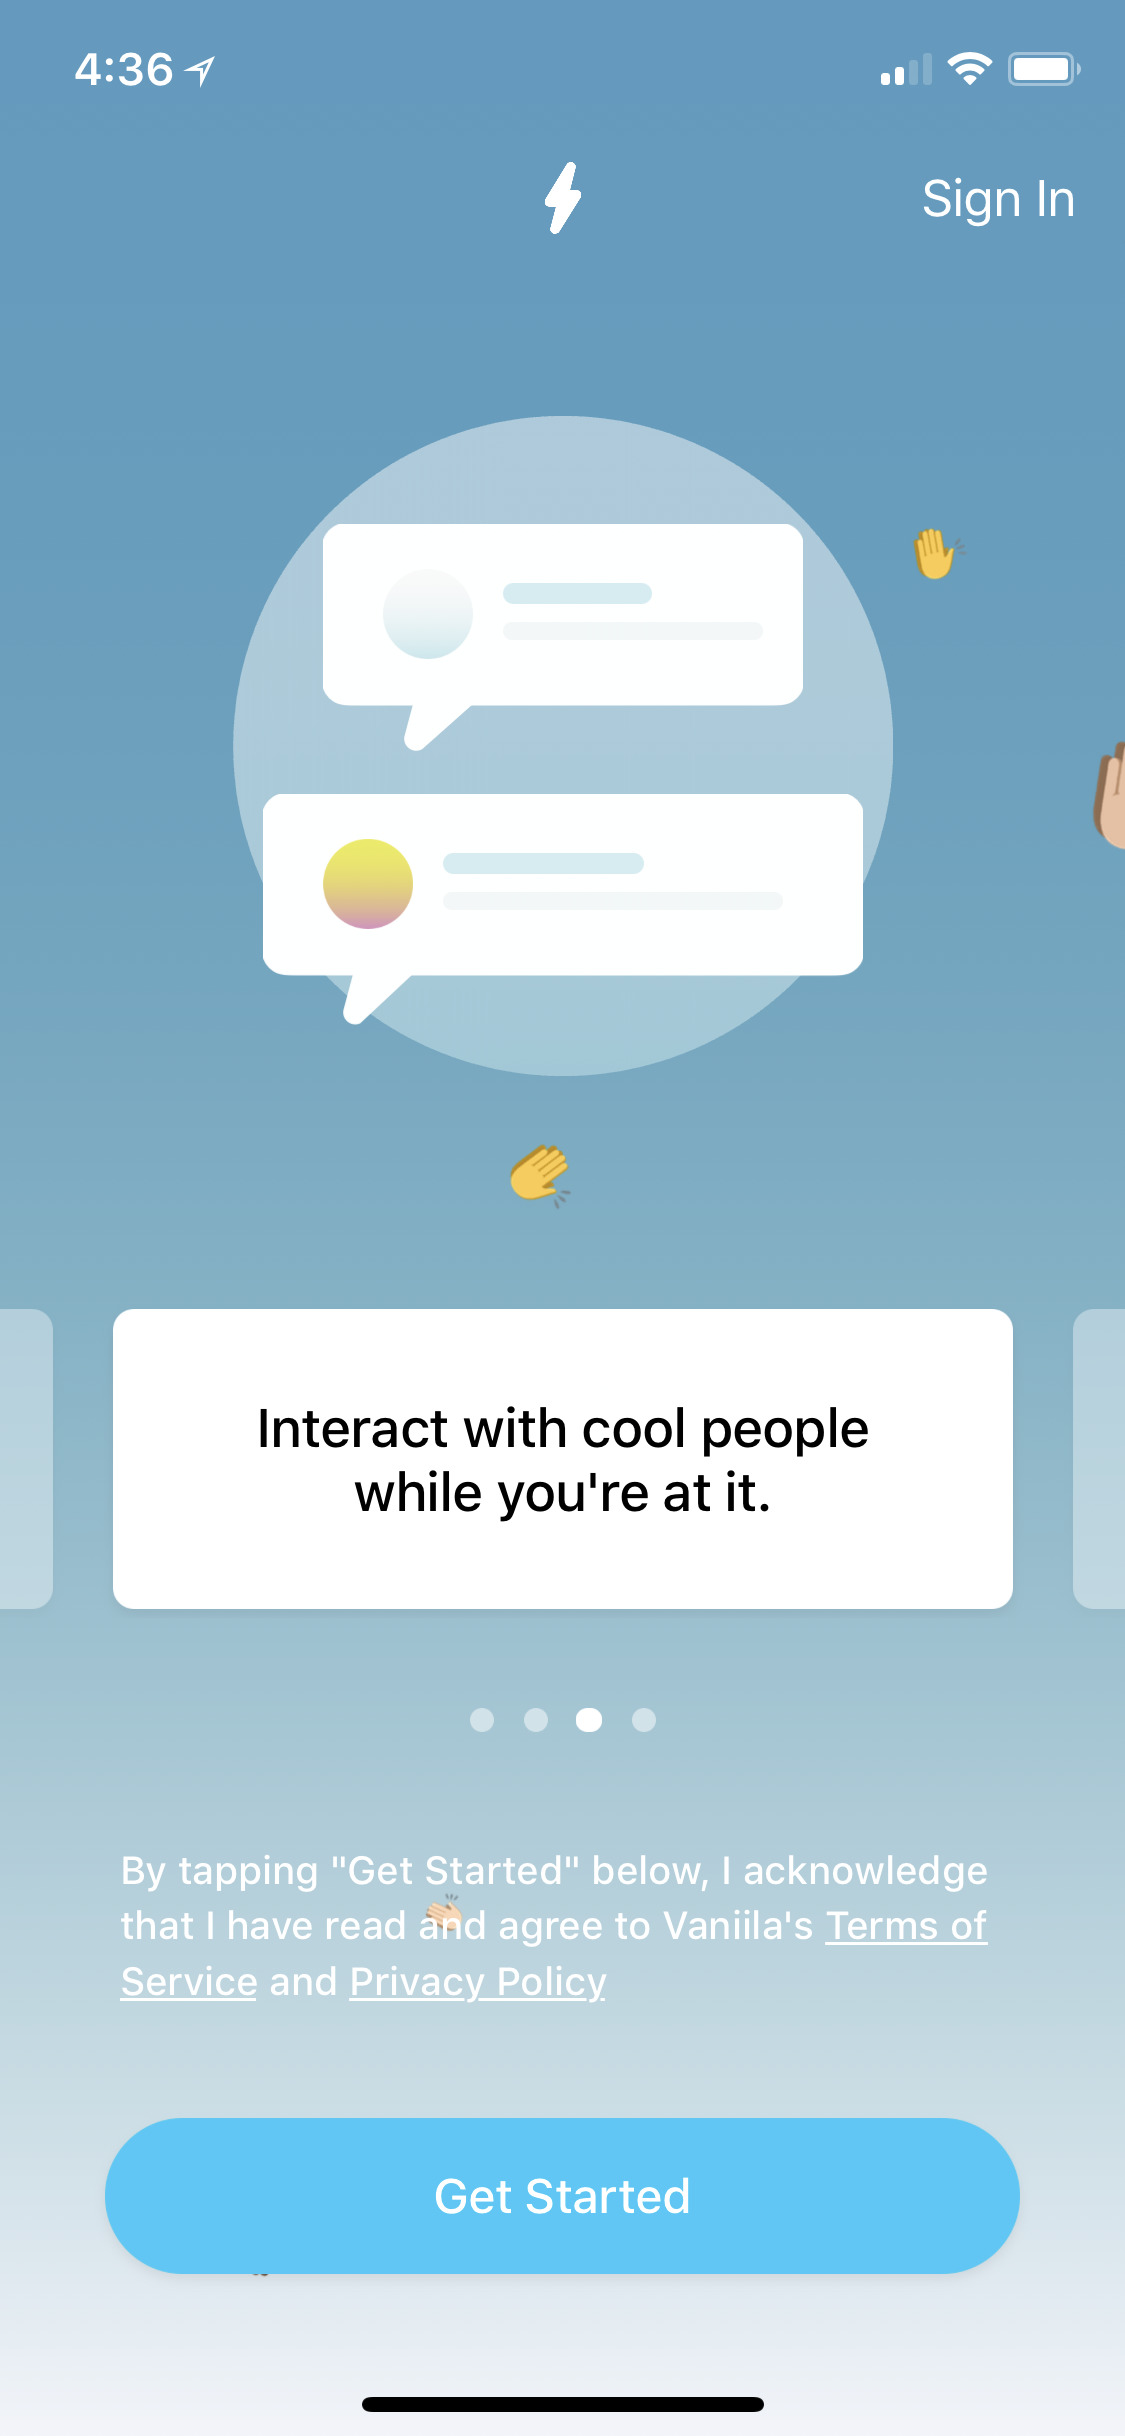 4:36
Sign In
Interact with cool people
while you're at it.
By tapping "Get Started" below, I acknowledge
that I have read and agree to Vaniila's Terms of
Service and Privacy Policy
Get Started